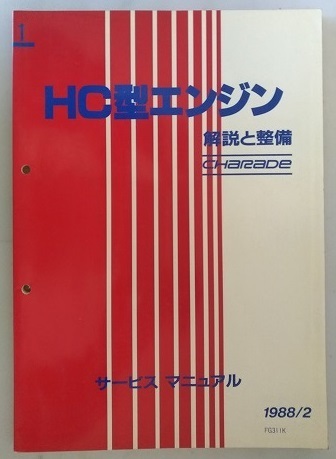 1
HC型エンジン
解説と整備
CHARADE
サービス マニュアル
1988/2
FG311K